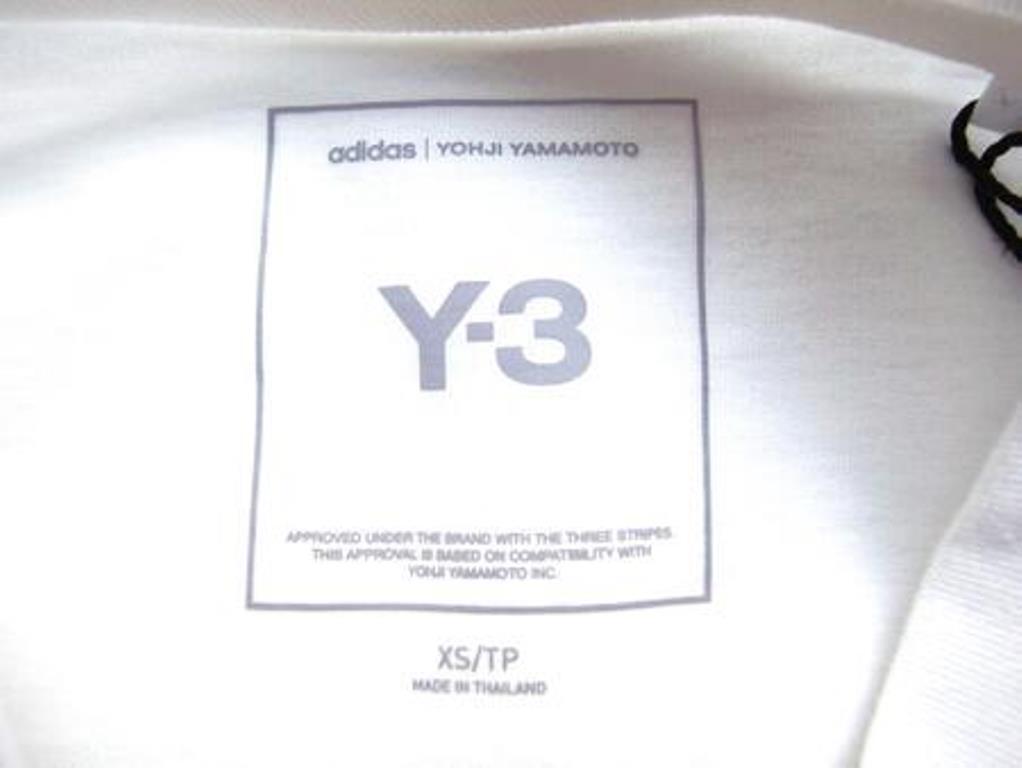 adidas | YOHJI YAMAMOTO
Y-3
APPROVED UNDER THE BRAND WITH THE THREE STRIPES.
THIS APPROVAL IS BASED ON COMPATIBILITY WITH
YOHJI YAMAMOTO INC.
XS/TP
MADE IN THAILAND